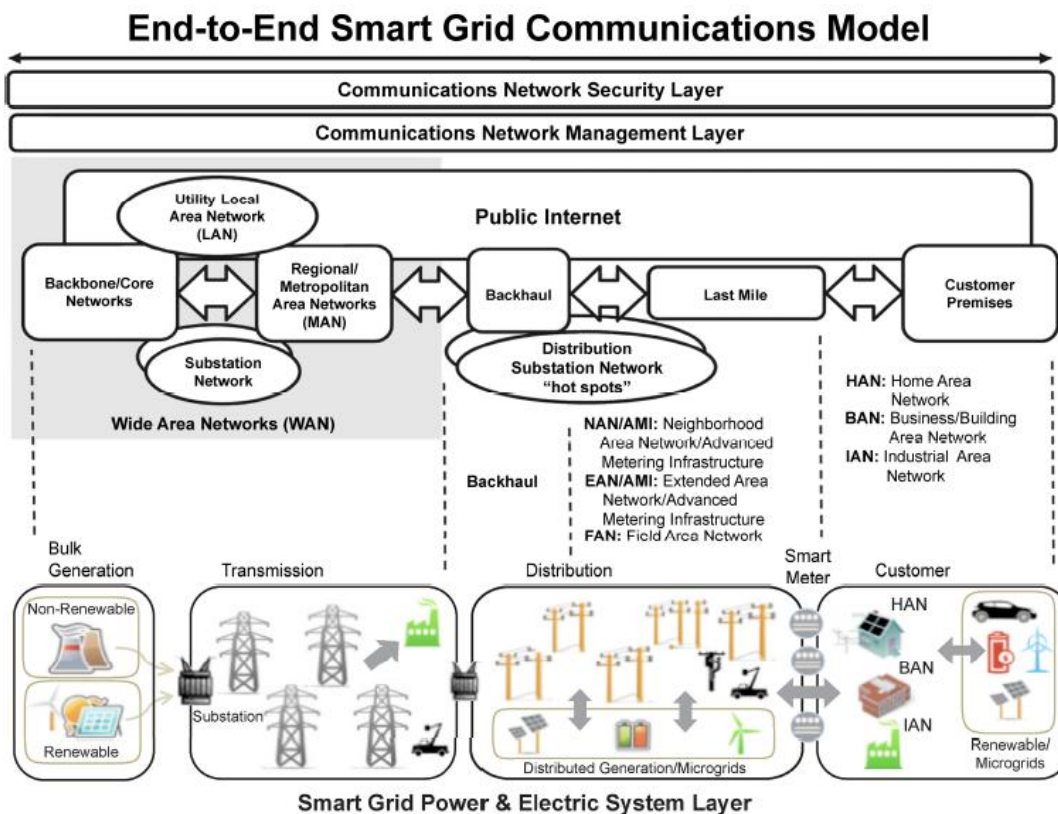 End-to-End Smart Grid Communications Model
Communications Network Security Layer
Communications Network Management Layer
Utility Local
Area Network
(LAN)
Public Internet
Backbone/Core
Networks
Regional/
Metropolitan
Area Networks
(MAN)
Backhaul
Last Mile
Customer
Premises
Substation
Network
Distribution
Substation Network
“hot spots”
Wide Area Networks (WAN)
Backhaul
NAN/AMI: Neighborhood
Area Network/Advanced
Metering Infrastructure
EAN/AMI: Extended Area
Network/Advanced
Metering Infrastructure
FAN: Field Area Network
HAN: Home Area
Network
BAN: Business/Building
Area Network
IAN: Industrial Area
Network
Bulk
Generation
Transmission
Distribution
Smart
Meter
Customer
Non-Renewable
Renewable
Substation
Distributed Generation/Microgrids
HAN
BAN
IAN
Renewable/
Microgrids
Smart Grid Power & Electric System Layer